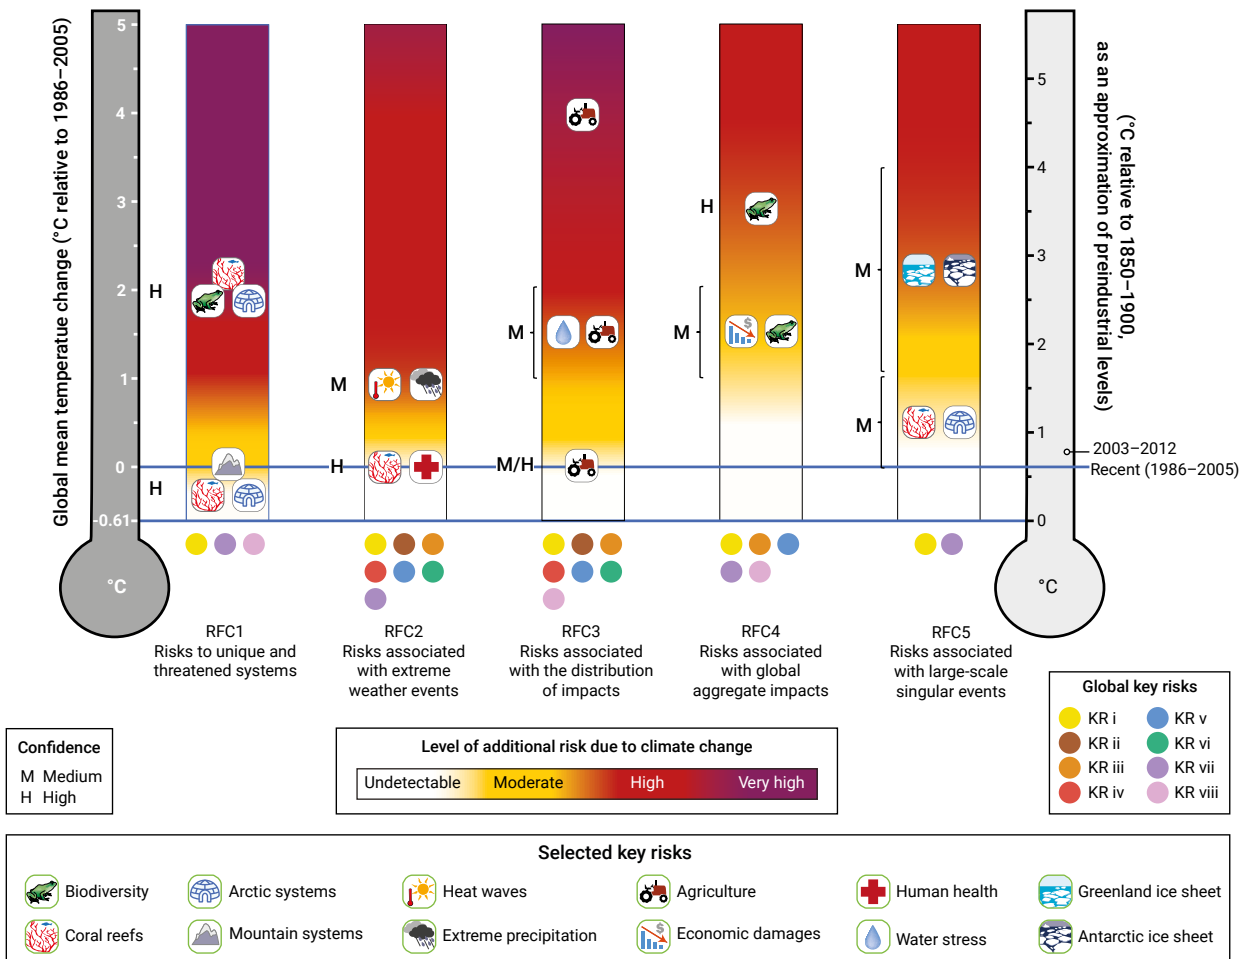 Global mean temperatue change (°C relative to 1986–2005)
5
4
3
2
1
0
-0.61
°C
H
H
M
H
M
M/H
H
M
M
M
5
4
3
2
1
0
°C
(°C relative to 1850–1900,
as an approximation of preindustrial levels)
2003–2012
Recent (1986–2005)
RFC1
Risks to unique and
threatened systems
RFC2
Risks associated
with extreme
weather events
RFC3
Risks associated
with the distribution
of impacts
RFC4
Risks associated
with global
aggregate impacts
RFC5
Risks associated
with large-scale
singular events
Global key risks
KR i
KR ii
KR iii
KR iv
KR v
KR vi
KR vii
KR viii
Confidence
M Medium
H High
Level of additional risk due to climate change
Undetectable Moderate High Very high
Selected key risks
Biodiversity
Arctic systems
Heat waves
Agriculture
Human health
Greenland ice sheet
Coral reefs
Mountain systems
Extreme precipitation
$
Economic damages
Water stress
Antarctic ice sheet